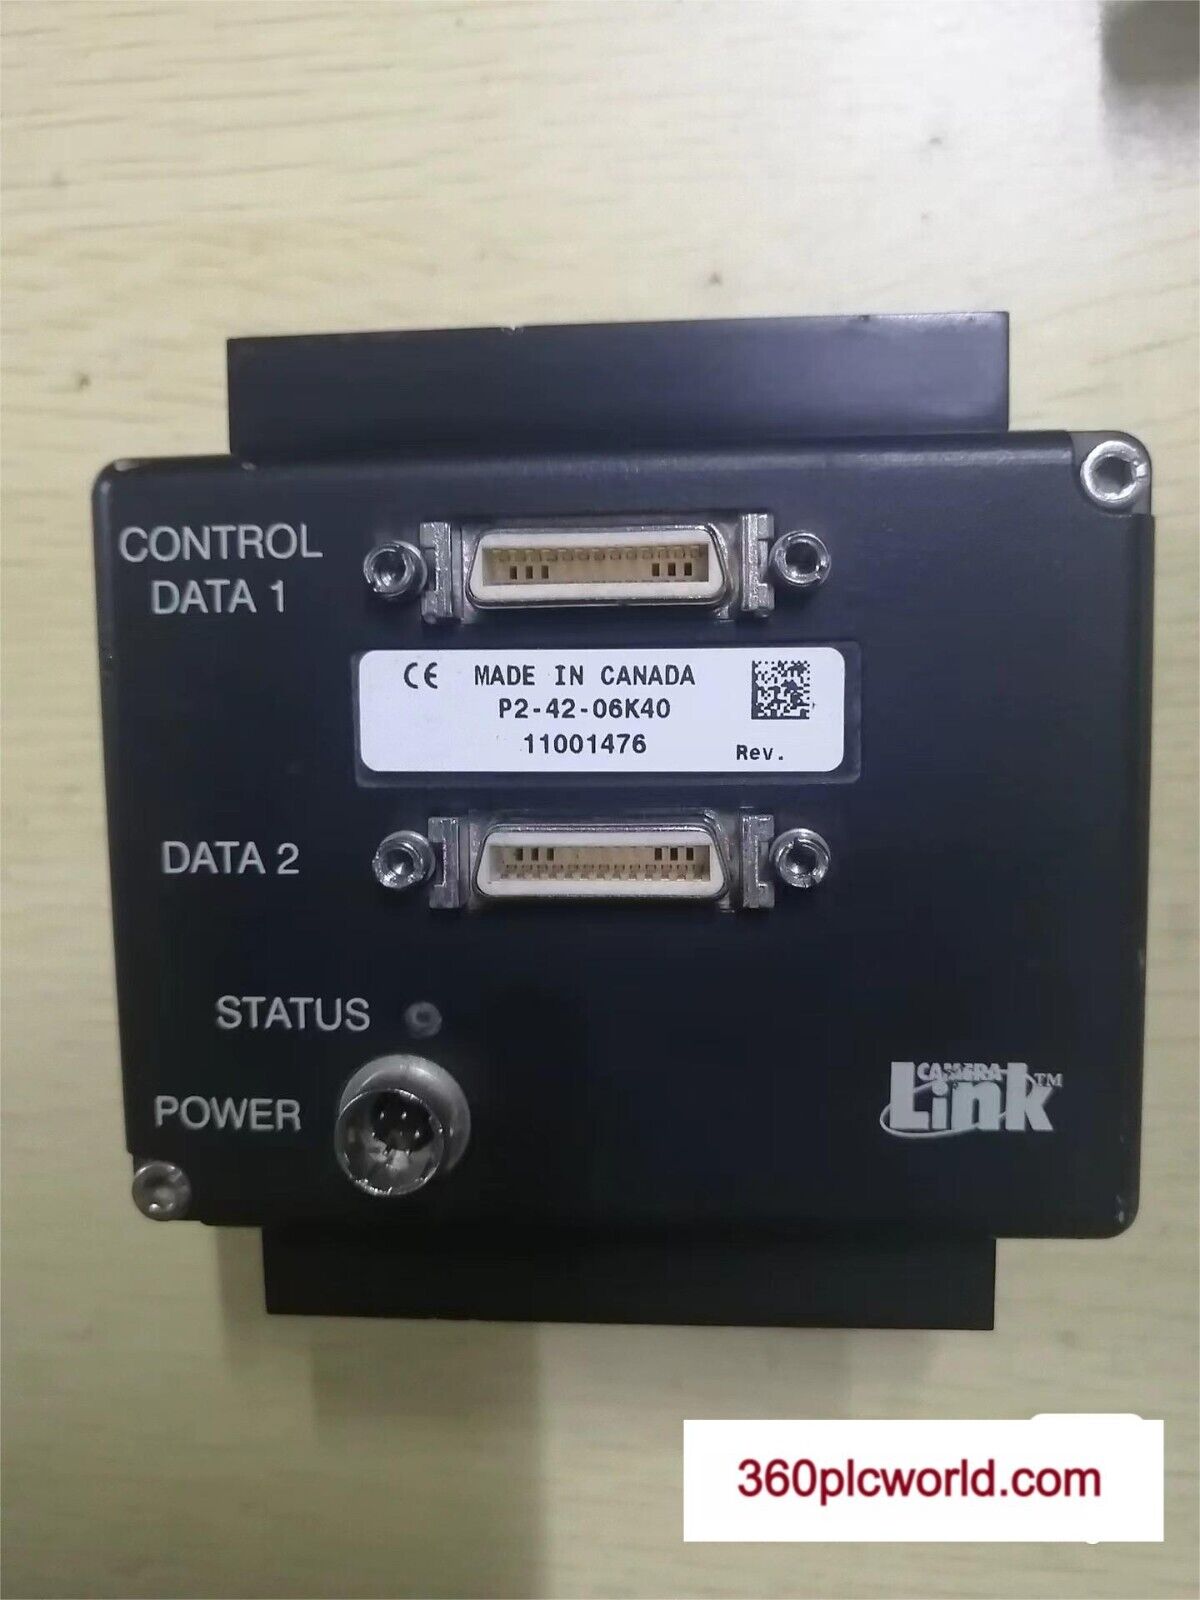 CONTROL
DATA 1
CE MADE IN CANADA
P2-42-06K40
11001476
Rev.
DATA 2
STATUS
POWER
CAMERA
Link™
360plcworld.com